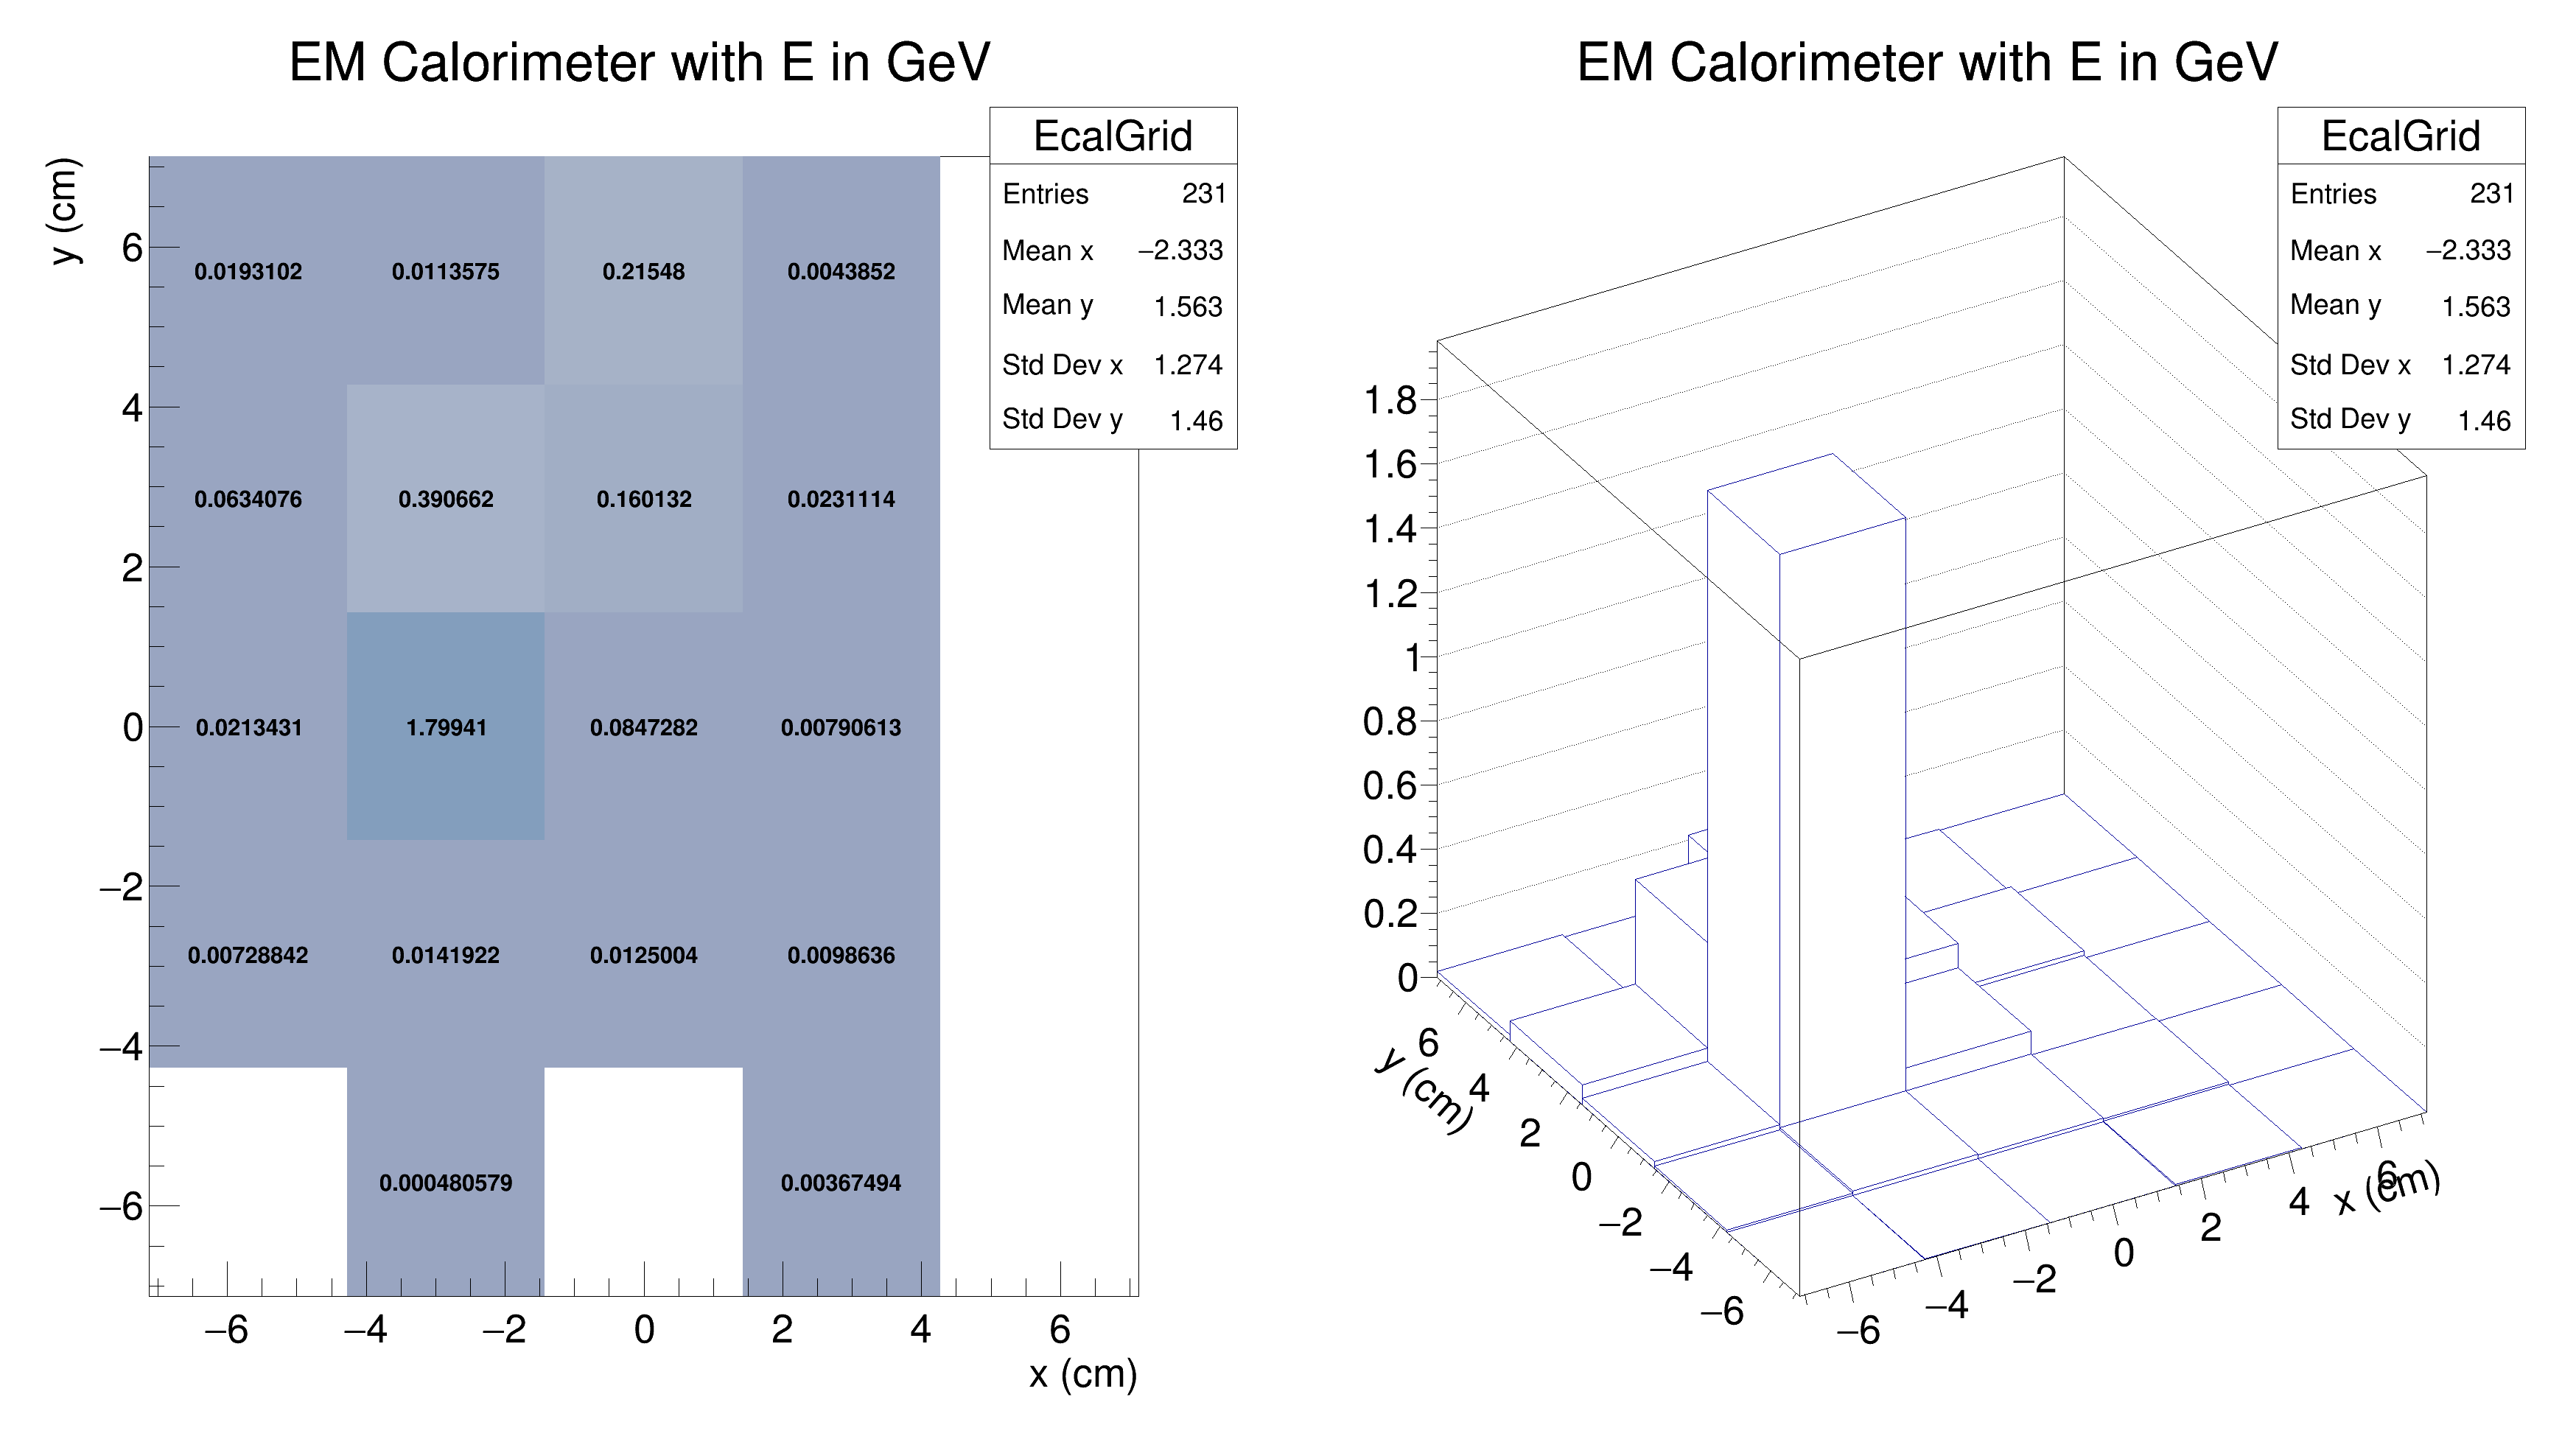 EM Calorimeter with E in GeV
EcalGrid
Entries 231
Mean x −2.333
Mean y 1.563
Std Dev x 1.274
Std Dev y 1.46
y (cm)
6
4
2
0
−2
−4
−6
0.0193102 0.0113575 0.21548 0.0043852
0.0634076 0.390662 0.160132 0.0231114
0.0213431 1.79941 0.0847282 0.00790613
0.00728842 0.0141922 0.0125004 0.0098636
0.000480579 0.00367494
−6 −4 −2 0 2 4 6
x (cm)
EM Calorimeter with E in GeV
EcalGrid
Entries 231
Mean x −2.333
Mean y 1.563
Std Dev x 1.274
Std Dev y 1.46
1.8
1.6
1.4
1.2
1
0.8
0.6
0.4
0.2
0
6
4
2
0
−2
−4
−6
y (cm)
−6
−4
−2
0
2
4
6
x (cm)